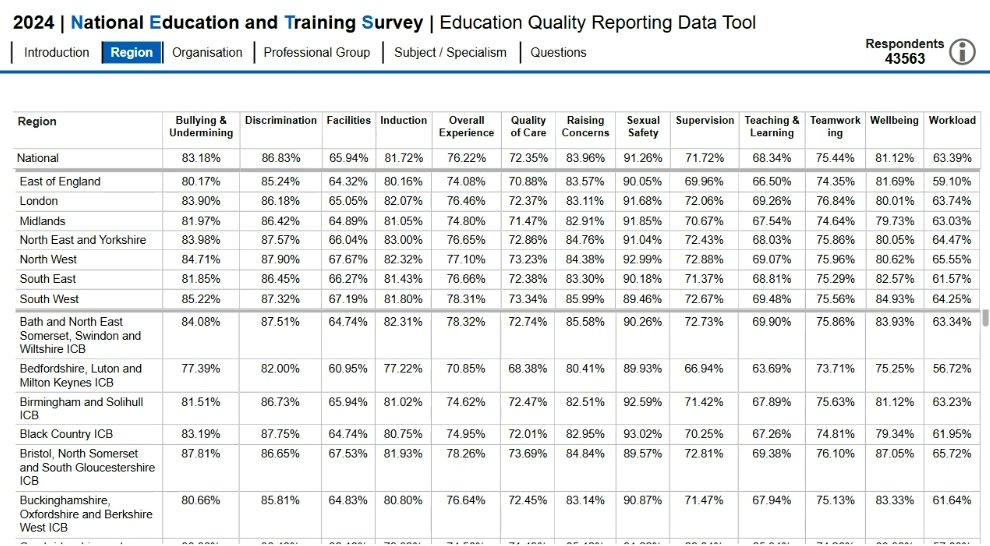 2024 | National Education and Training Survey | Education Quality Reporting Data Tool
Introduction Region Organisation Professional Group Subject / Specialism Questions
Respondents
43563
Region Bullying & Undermining Discrimination Facilities Induction Overall Experience Quality of Care Raising Concerns Sexual Safety Supervision Teaching & Learning Teamwork ing Wellbeing Workload
National 83.18% 86.83% 65.94% 81.72% 76.22% 72.35% 83.96% 91.26% 71.72% 68.34% 75.44% 81.12% 63.39%
East of England 80.17% 85.24% 64.32% 80.16% 74.08% 70.88% 83.57% 90.05% 69.96% 66.50% 74.35% 81.69% 59.10%
London 83.90% 86.18% 65.05% 82.07% 76.46% 72.37% 83.11% 91.68% 72.06% 69.26% 76.84% 80.01% 63.74%
Midlands 81.97% 86.42% 64.89% 81.05% 74.80% 71.47% 82.91% 91.85% 70.67% 67.54% 74.64% 79.73% 63.03%
North East and Yorkshire 83.98% 87.57% 66.04% 83.00% 76.65% 72.86% 84.76% 91.04% 72.43% 68.03% 75.86% 80.05% 64.47%
North West 84.71% 87.90% 67.67% 82.32% 77.10% 73.23% 84.38% 92.99% 72.88% 69.07% 75.96% 80.62% 65.55%
South East 81.85% 86.45% 66.27% 81.43% 76.66% 72.38% 83.30% 90.18% 71.37% 68.81% 75.29% 82.57% 61.57%
South West 85.22% 87.32% 67.19% 81.80% 78.31% 73.34% 85.99% 89.46% 72.67% 69.48% 75.56% 84.93% 64.25%
Bath and North East 84.08% 87.51% 64.74% 82.31% 78.32% 72.74% 85.58% 90.26% 72.73% 69.90% 75.86% 83.93% 63.34%
Somerset, Swindon and
Wiltshire ICB
Bedfordshire, Luton and 77.39% 82.00% 60.95% 77.22% 70.85% 68.38% 80.41% 89.93% 66.94% 63.69% 73.71% 75.25% 56.72%
Milton Keynes ICB
Birmingham and Solihull 81.51% 86.73% 65.94% 81.02% 74.62% 72.47% 82.51% 92.59% 71.42% 67.89% 75.63% 81.12% 63.23%
ICB
Black Country ICB 83.19% 87.75% 64.74% 80.75% 74.95% 72.01% 82.95% 93.02% 70.25% 67.26% 74.81% 79.34% 61.95%
Bristol, North Somerset 87.81% 86.65% 67.53% 81.93% 78.26% 73.69% 84.84% 89.57% 72.81% 69.38% 76.10% 87.05% 65.72%
and South Gloucestershire
ICB
Buckinghamshire, 80.66% 85.81% 64.83% 80.80% 76.64% 72.45% 83.14% 90.87% 71.47% 67.94% 75.13% 83.33% 61.64%
Oxfordshire and Berkshire
West ICB